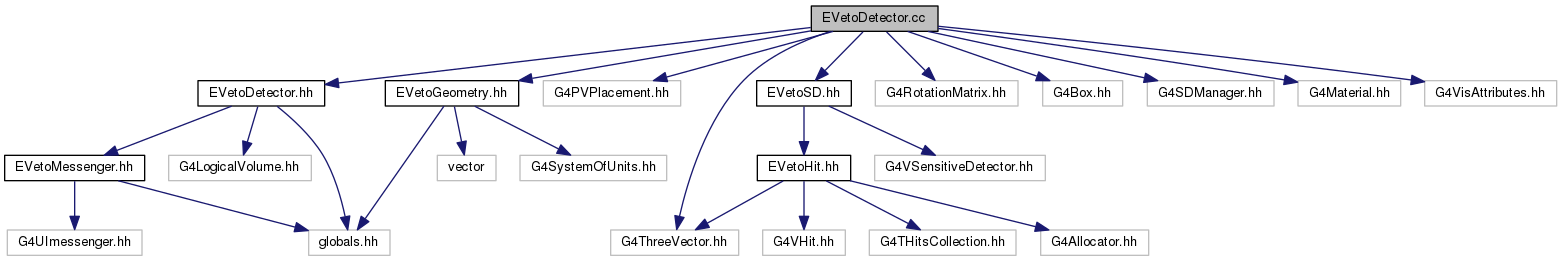 EVetoDetector.cc
EVetoDetector.hh
EVetoGeometry.hh
G4PVPlacement.hh
EVetoSD.hh
G4RotationMatrix.hh
G4Box.hh
G4SDManager.hh
G4Material.hh
G4VisAttributes.hh
EVetoMessenger.hh
G4LogicalVolume.hh
vector
G4SystemOfUnits.hh
EVetoHit.hh
G4VSensitiveDetector.hh
G4UImessenger.hh
globals.hh
G4ThreeVector.hh
G4VHit.hh
G4THitsCollection.hh
G4Allocator.hh